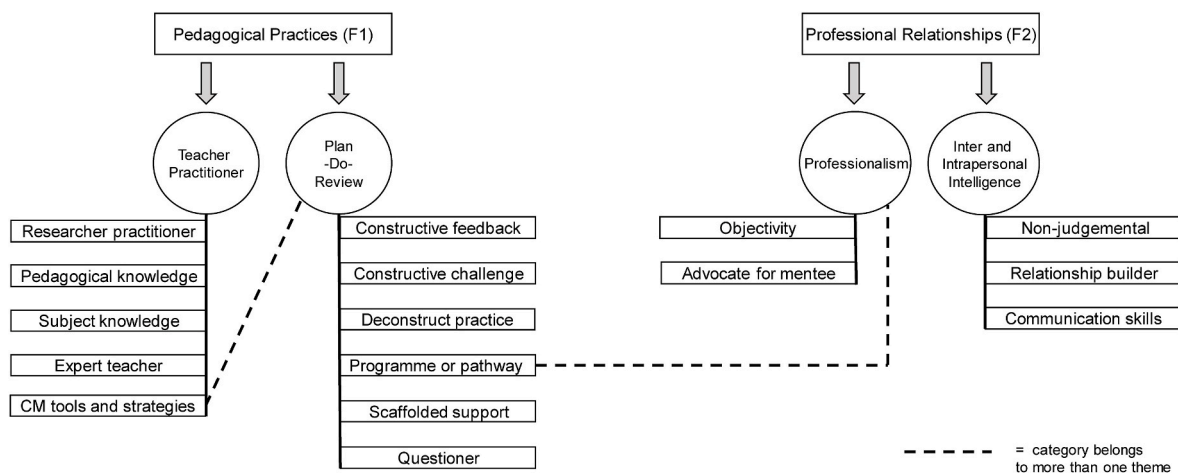 Pedagogical Practices (F1)
Professional Relationships (F2)
Teacher
Practitioner
Plan
-Do-
Review
Professionalism
Inter and
Intrapersonal
Intelligence
Researcher practitioner
Pedagogical knowledge
Subject knowledge
Expert teacher
CM tools and strategies
Constructive feedback
Constructive challenge
Deconstruct practice
Programme or pathway
Scaffolded support
Questioner
Objectivity
Advocate for mentee
Non-judgemental
Relationship builder
Communication skills
= category belongs
to more than one theme